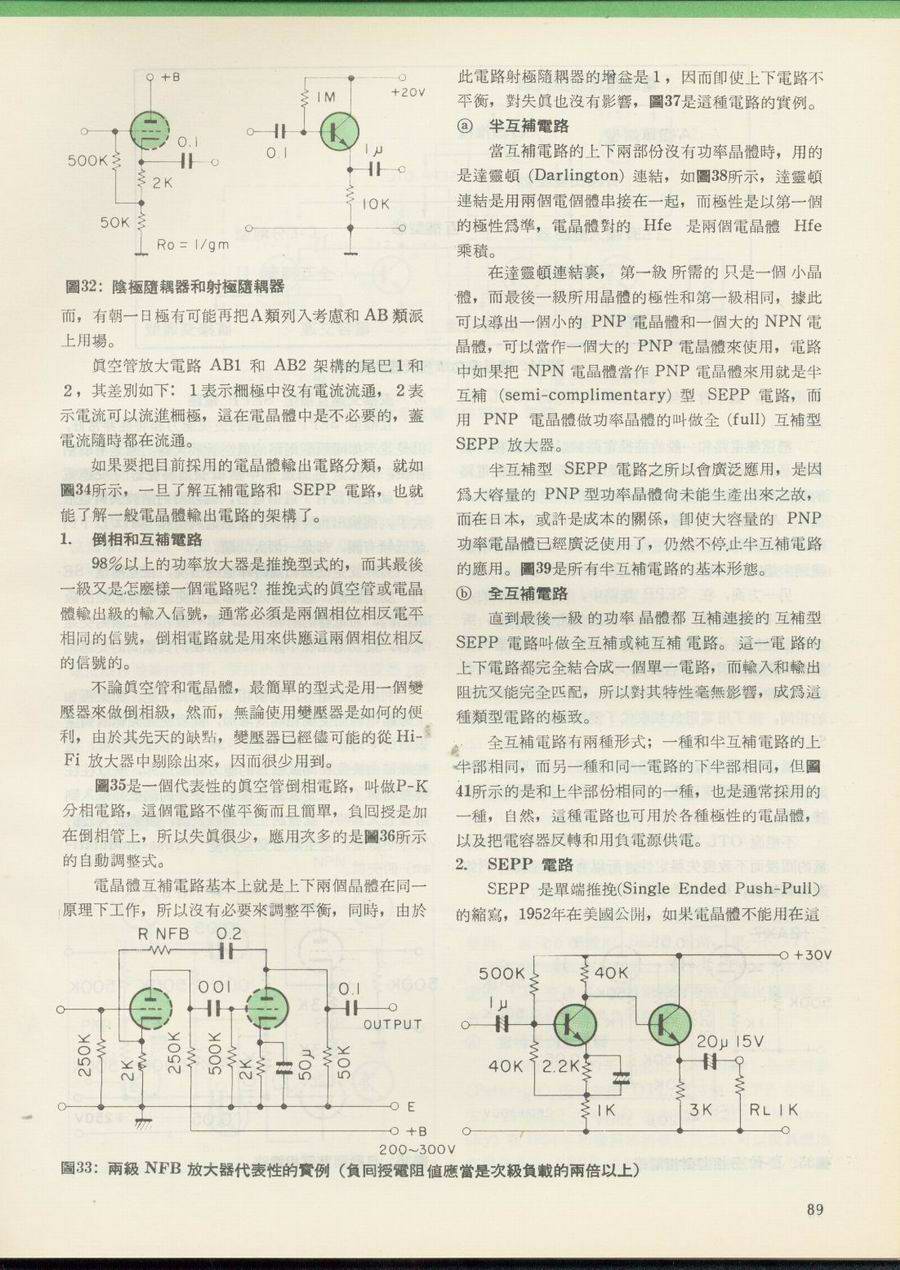 +B
500K
0.1
2K
50K
Ro = 1/gm
1M
+20V
0.1
1μ
10K
圖32：陰極隨耦器和射極隨耦器
而，有朝一日極有可能再把A類列入考慮和 AB 類派
上用場。
眞空管放大電路 AB1 和 AB2 架構的尾巴 1 和
2，其差別如下： 1 表示柵極中沒有電流流通， 2 表
示電流可以流進柵極，這在電晶體中是不必要的，蓋
電流隨時都在流通。
如果要把目前採用的電晶體輸出電路分類，就如
圖34所示，一旦了解互補電路和 SEPP 電路，也就
能了解一般電晶體輸出電路的架構了。
1. 倒相和互補電路
98%以上的功率放大器是推挽型式的，而其最後
一級又是怎麼樣一個電路呢？推挽式的眞空管或電晶
體輸出級的輸入信號，通常必須是兩個相位相反電平
相同的信號，倒相電路就是用來供應這兩個相位相反
的信號的。
不論眞空管和電晶體，最簡單的型式是用一個變
壓器來做倒相級，然而，無論使用變壓器是如何的便
利，由於其先天的缺點，變壓器已經儘可能的從 Hi-
Fi 放大器中剔除出來，因而很少用到。
圖35是一個代表性的眞空管倒相電路，叫做P-K
分相電路，這個電路不僅平衡而且簡單，負回授是加
在倒相管上，所以失眞很少，應用次多的是圖36所示
的自動調整式。
電晶體互補電路基本上就是上下兩個晶體在同一
原理下工作，所以沒有必要來調整平衡，同時，由於
此電路射極隨耦器的增益是 1 ，因而卽使上下電路不
平衡，對失眞也沒有影響，圖37是這種電路的實例。
ⓐ 半互補電路
當互補電路的上下兩部份沒有功率晶體時，用的
是達靈頓 (Darlington) 連結，如圖38所示，達靈頓
連結是用兩個電個體串接在一起，而極性是以第一個
的極性爲準，電晶體對的 Hfe 是兩個電晶體 Hfe
乘積。
在達靈頓連結裏， 第一級 所需的 只是一個 小晶
體，而最後一級所用晶體的極性和第一級相同，據此
可以導出一個小的 PNP 電晶體和一個大的 NPN 電
晶體，可以當作一個大的 PNP 電晶體來使用，電路
中如果把 NPN 電晶體當作 PNP 電晶體來用就是半
互補 (semi-complimentary) 型 SEPP 電路，而
用 PNP 電晶體做功率晶體的叫做全 (full) 互補型
SEPP 放大器。
半互補型 SEPP 電路之所以會廣泛應用，是因
爲大容量的 PNP 型功率晶體尙未能生產出來之故，
而在日本，或許是成本的關係，卽使大容量的 PNP
功率電晶體已經廣泛使用了，仍然不停止半互補電路
的應用。圖39是所有半互補電路的基本形態。
ⓑ 全互補電路
直到最後一級 的功率 晶體都 互補連接的 互補型
SEPP 電路叫做全互補或純互補 電路。 這一電 路的
上下電路都完全結合成一個單一電路，而輸入和輸出
阻抗又能完全匹配，所以對其特性毫無影響，成爲這
種類型電路的極致。
全互補電路有兩種形式；一種和半互補電路的上
半部相同，而另一種和同一電路的下半部相同，但圖
41所示的是和上半部份相同的一種，也是通常採用的
一種，自然，這種電路也可用於各種極性的電晶體，
以及把電容器反轉和用負電源供電。
2. SEPP 電路
SEPP 是單端推挽(Single Ended Push-Pull)
的縮寫，1952年在美國公開，如果電晶體不能用在這
R NFB
0.2
0.01
0.1
OUTPUT
250K
2K
250K
500K
2K
50μ
50K
E
+B
200~300V
+30V
500K
40K
1μ
20μ 15V
40K
2.2K
1K
3K
RL 1K
圖33：兩級 NFB 放大器代表性的實例（負回授電阻值應當是次級負載的兩倍以上）
89